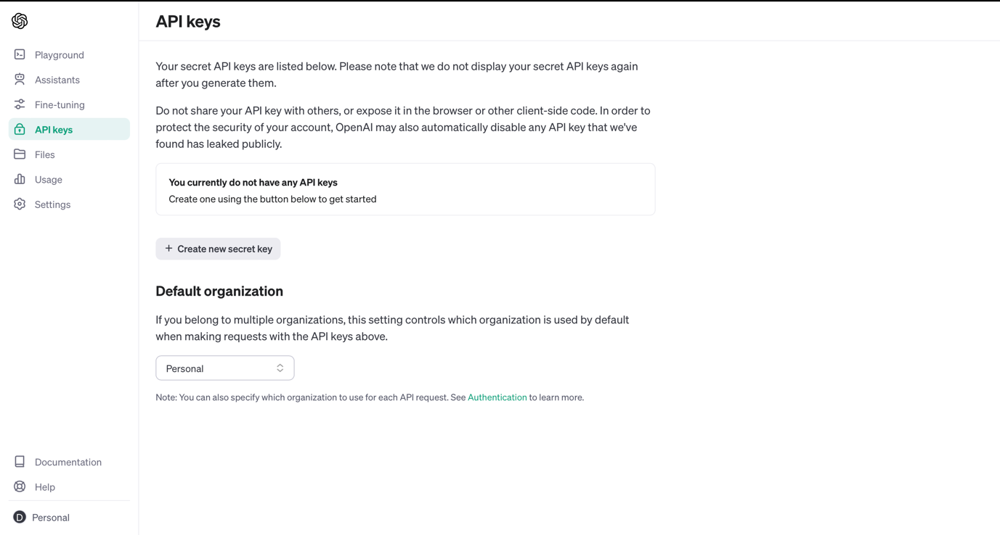 API keys
Playground
Assistants
Fine-tuning
API keys
Files
Usage
Settings
Your secret API keys are listed below. Please note that we do not display your secret API keys again
after you generate them.
Do not share your API key with others, or expose it in the browser or other client-side code. In order to
protect the security of your account, OpenAI may also automatically disable any API key that we've
found has leaked publicly.
You currently do not have any API keys
Create one using the button below to get started
+ Create new secret key
Default organization
If you belong to multiple organizations, this setting controls which organization is used by default
when making requests with the API keys above.
Personal
Note: You can also specify which organization to use for each API request. See Authentication to learn more.
Documentation
Help
D Personal